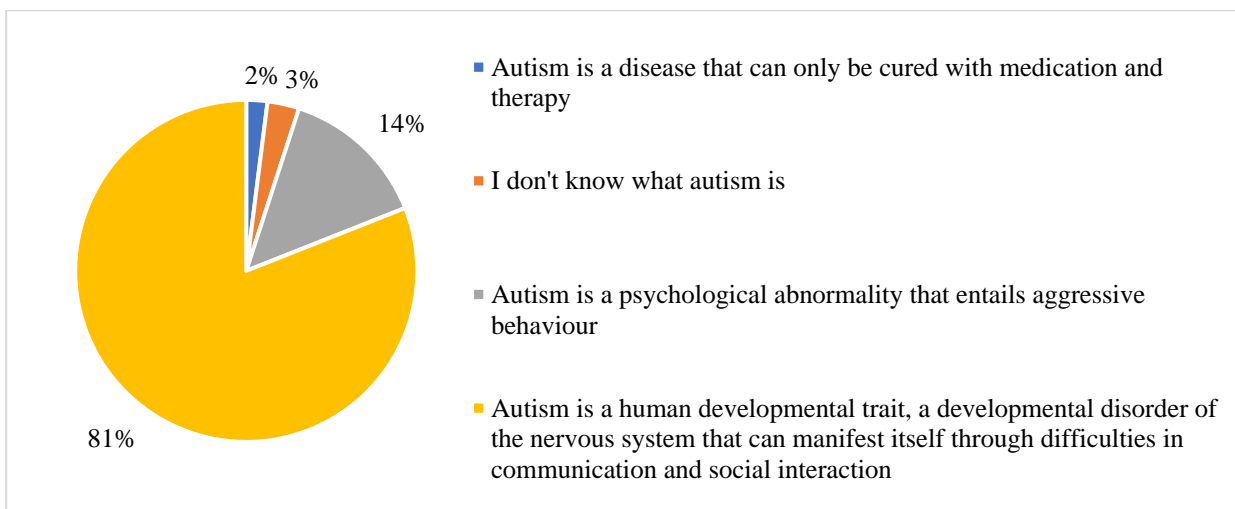 2%
3%
14%
81%
Autism is a disease that can only be cured with medication and
therapy
I don't know what autism is
Autism is a psychological abnormality that entails aggressive
behaviour
Autism is a human developmental trait, a developmental disorder of
the nervous system that can manifest itself through difficulties in
communication and social interaction